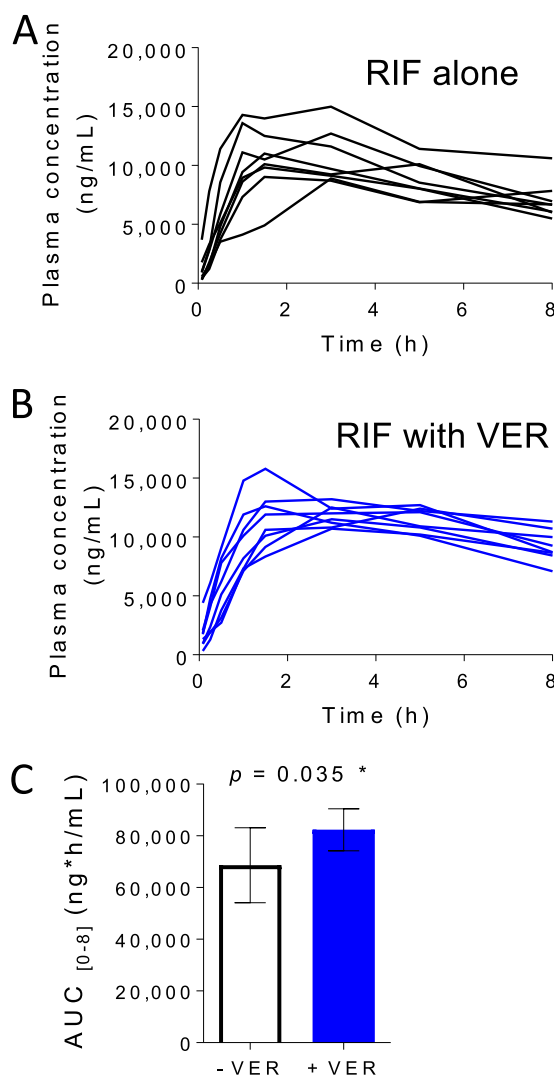 A
RIF alone
Plasma concentration
(ng/mL)
20,000
15,000
10,000
5,000
0
0 2 4 6 8
Time (h)
B
RIF with VER
Plasma concentration
(ng/mL)
20,000
15,000
10,000
5,000
0
0 2 4 6 8
Time (h)
C
p = 0.035 *
AUC [0-8] (ng*h/mL)
100,000
80,000
60,000
40,000
20,000
0
- VER + VER